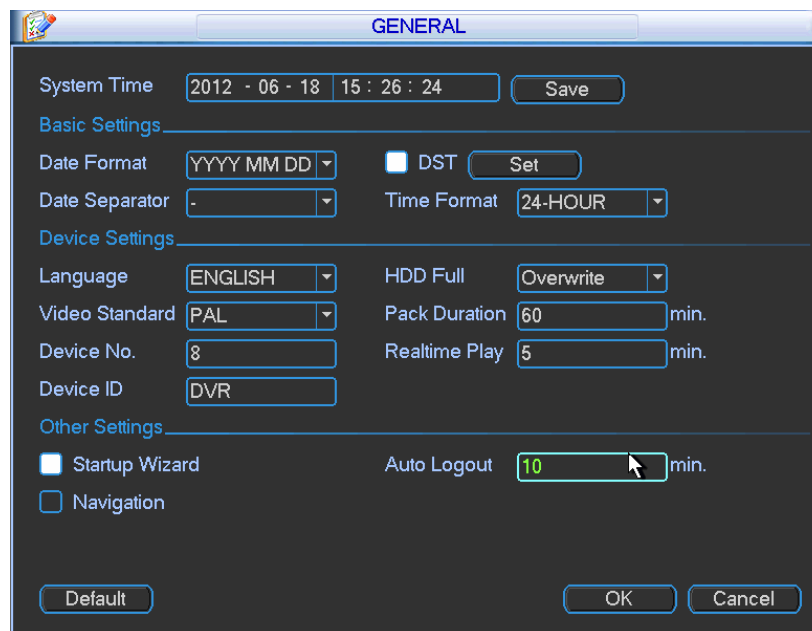 GENERAL
System Time 2012 - 06 - 18 15 : 26 : 24 Save
Basic Settings
Date Format YYYY MM DD DST Set
Date Separator - Time Format 24-HOUR
Device Settings
Language ENGLISH HDD Full Overwrite
Video Standard PAL Pack Duration 60 min.
Device No. 8 Realtime Play 5 min.
Device ID DVR
Other Settings
Startup Wizard Auto Logout 10 min.
Navigation
Default OK Cancel